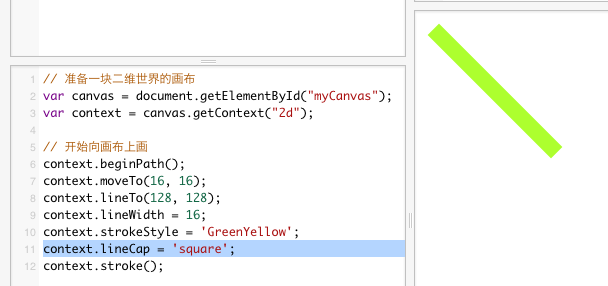 1 // 准备一块二维世界的画布
2 var canvas = document.getElementById("myCanvas");
3 var context = canvas.getContext("2d");
4
5 // 开始向画布上画
6 context.beginPath();
7 context.moveTo(16, 16);
8 context.lineTo(128, 128);
9 context.lineWidth = 16;
10 context.strokeStyle = 'GreenYellow';
11 context.lineCap = 'square';
12 context.stroke();